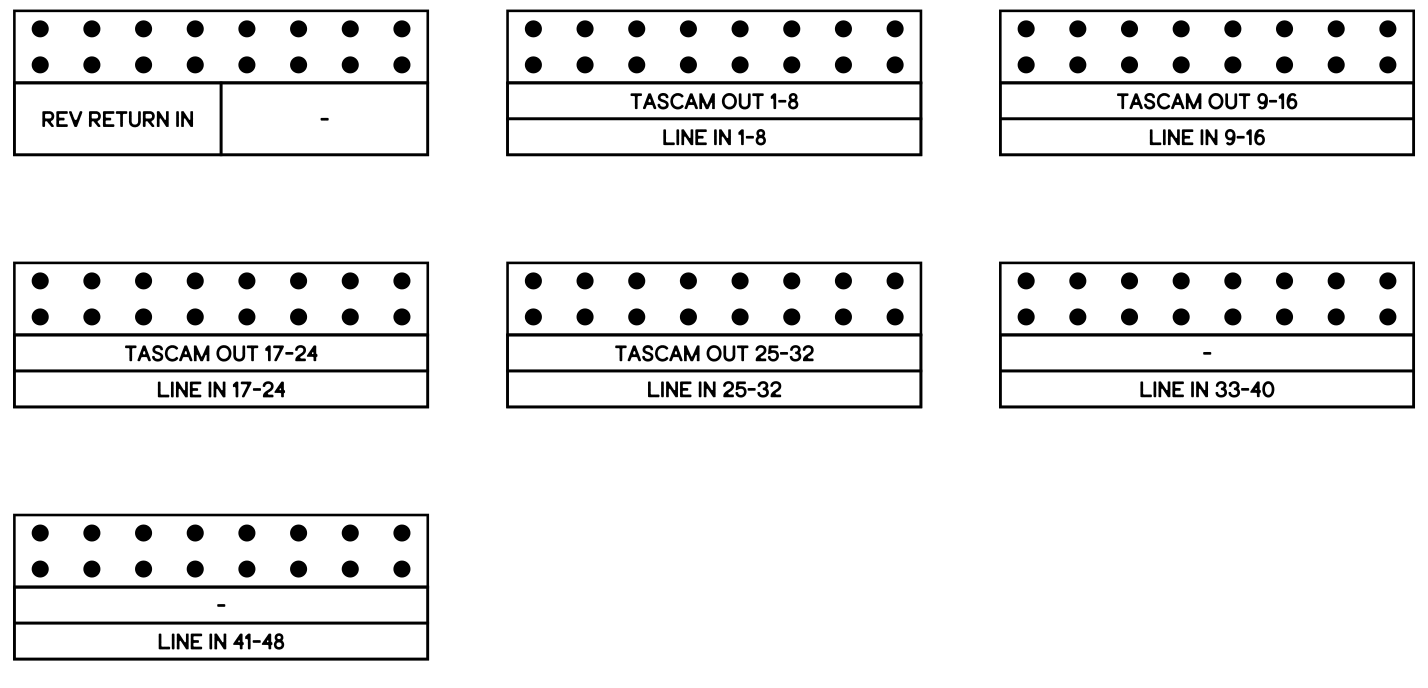 REV RETURN IN
-
TASCAM OUT 1-8
LINE IN 1-8
TASCAM OUT 9-16
LINE IN 9-16
TASCAM OUT 17-24
LINE IN 17-24
TASCAM OUT 25-32
LINE IN 25-32
-
LINE IN 33-40
-
LINE IN 41-48